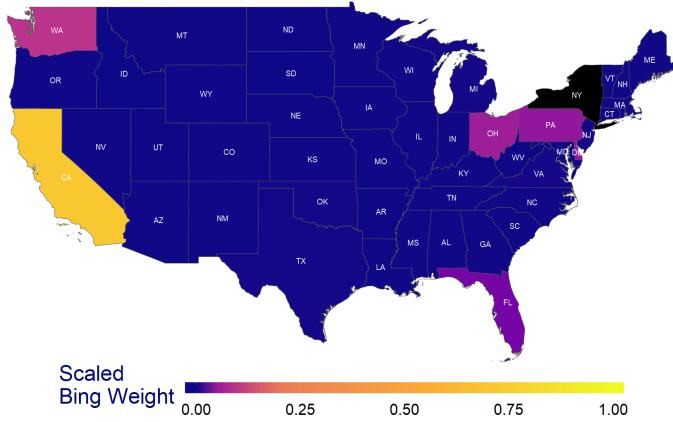 WA
MT
ND
MN
ME
OR
ID
SD
WI
MI
VT
NH
NY
MA
CT
WY
IA
NE
PA
NJ
OH
IL
IN
NV
UT
CO
KS
MO
WV
MD
DE
VA
KY
CA
OK
TN
NC
AZ
NM
AR
SC
MS
AL
GA
TX
LA
FL
Scaled
Bing Weight
0.00 0.25 0.50 0.75 1.00